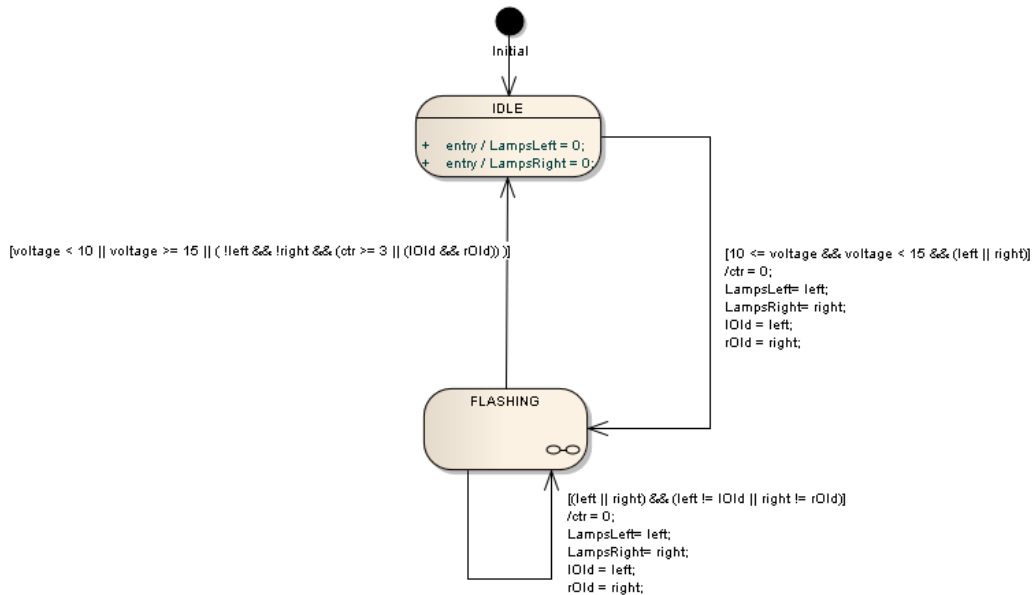 Initial
IDLE
+ entry / LampsLeft = 0;
+ entry / LampsRight = 0;
[voltage < 10 || voltage >= 15 || ( !left && !right && (ctr >= 3 || (lOld && rOld)) )]
[10 <= voltage && voltage < 15 && (left || right)]
/ctr = 0;
LampsLeft= left;
LampsRight= right;
lOld = left;
rOld = right;
FLASHING
[(left || right) && (left != lOld || right != rOld)]
/ctr = 0;
LampsLeft= left;
LampsRight= right;
lOld = left;
rOld = right;